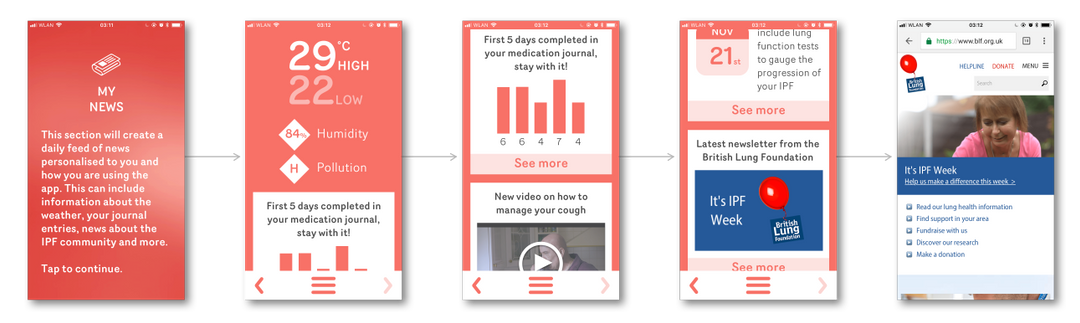 WLAN 03:11
MY
NEWS
This section will create a
daily feed of news
personalised to you and
how you are using the
app. This can include
information about the
weather, your journal
entries, news about the
IPF community and more.
Tap to continue.
WLAN 03:12
29°C HIGH
22 LOW
84% Humidity
H Pollution
First 5 days completed in
your medication journal,
stay with it!
WLAN 03:12
First 5 days completed in
your medication journal,
stay with it!
6 6 4 7 4
See more
New video on how to
manage your cough
WLAN 03:12
NOV
21st
include lung
function tests
to gauge the
progression of
your IPF
See more
Latest newsletter from the
British Lung Foundation
It's IPF
Week
British
Lung
Foundation
See more
WLAN 03:12
https://www.blf.org.uk
British
Lung
Foundation
HELPLINE DONATE MENU
Search
It's IPF Week
Help us make a difference this week >
Read our lung health information
Find support in your area
Fundraise with us
Discover our research
Make a donation